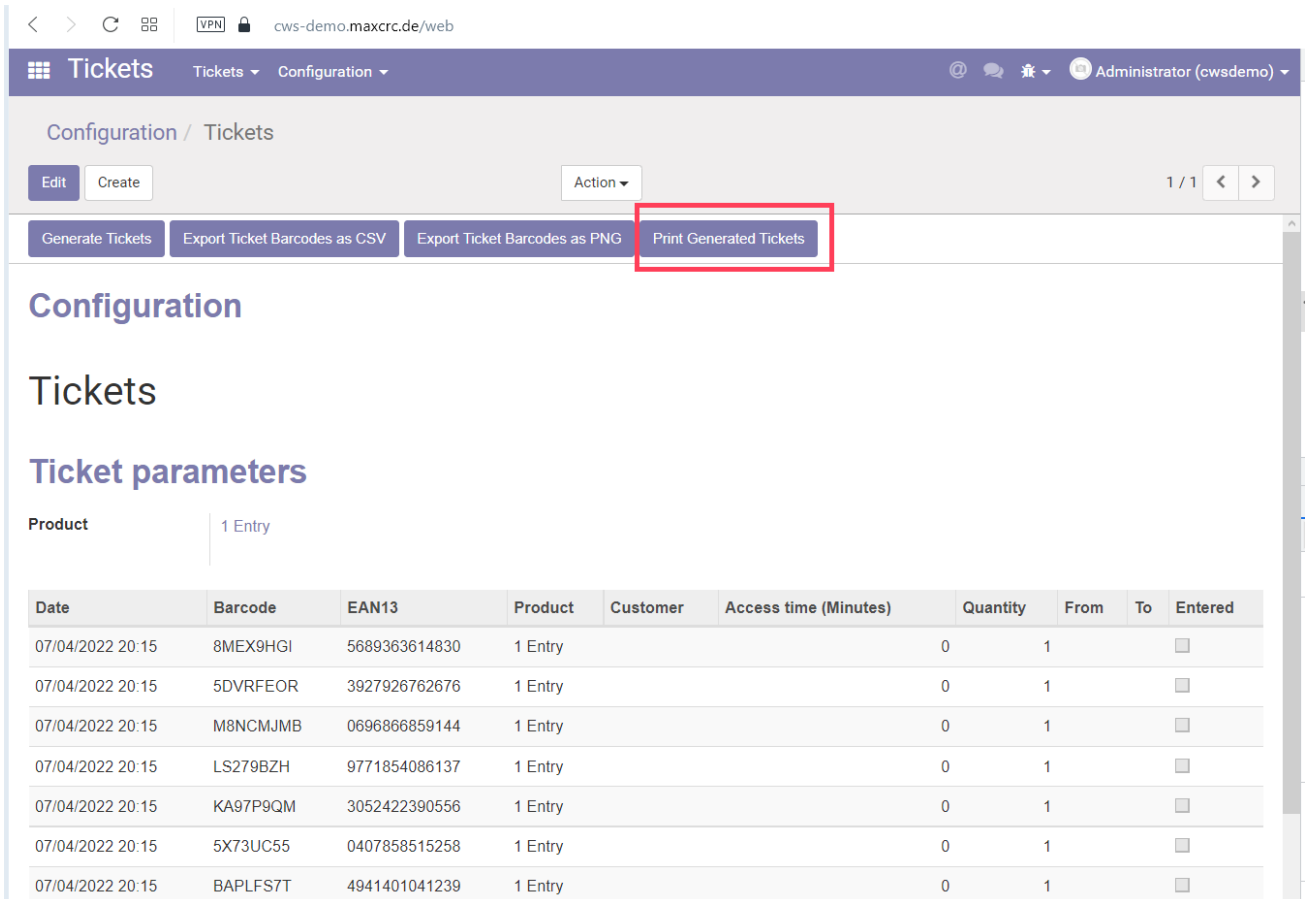 VPN cws-demo.maxcrc.de/web
Tickets Tickets Configuration @ Administrator (cwsdemo)
Configuration / Tickets
Edit Create Action 1 / 1
Generate Tickets Export Ticket Barcodes as CSV Export Ticket Barcodes as PNG Print Generated Tickets
Configuration
Tickets
Ticket parameters
Product 1 Entry
Date Barcode EAN13 Product Customer Access time (Minutes) Quantity From To Entered
07/04/2022 20:15 8MEX9HGI 5689363614830 1 Entry 0 1
07/04/2022 20:15 5DVRFEOR 3927926762676 1 Entry 0 1
07/04/2022 20:15 M8NCMJMB 0696866859144 1 Entry 0 1
07/04/2022 20:15 LS279BZH 9771854086137 1 Entry 0 1
07/04/2022 20:15 KA97P9QM 3052422390556 1 Entry 0 1
07/04/2022 20:15 5X73UC55 0407858515258 1 Entry 0 1
07/04/2022 20:15 BAPLFS7T 4941401041239 1 Entry 0 1